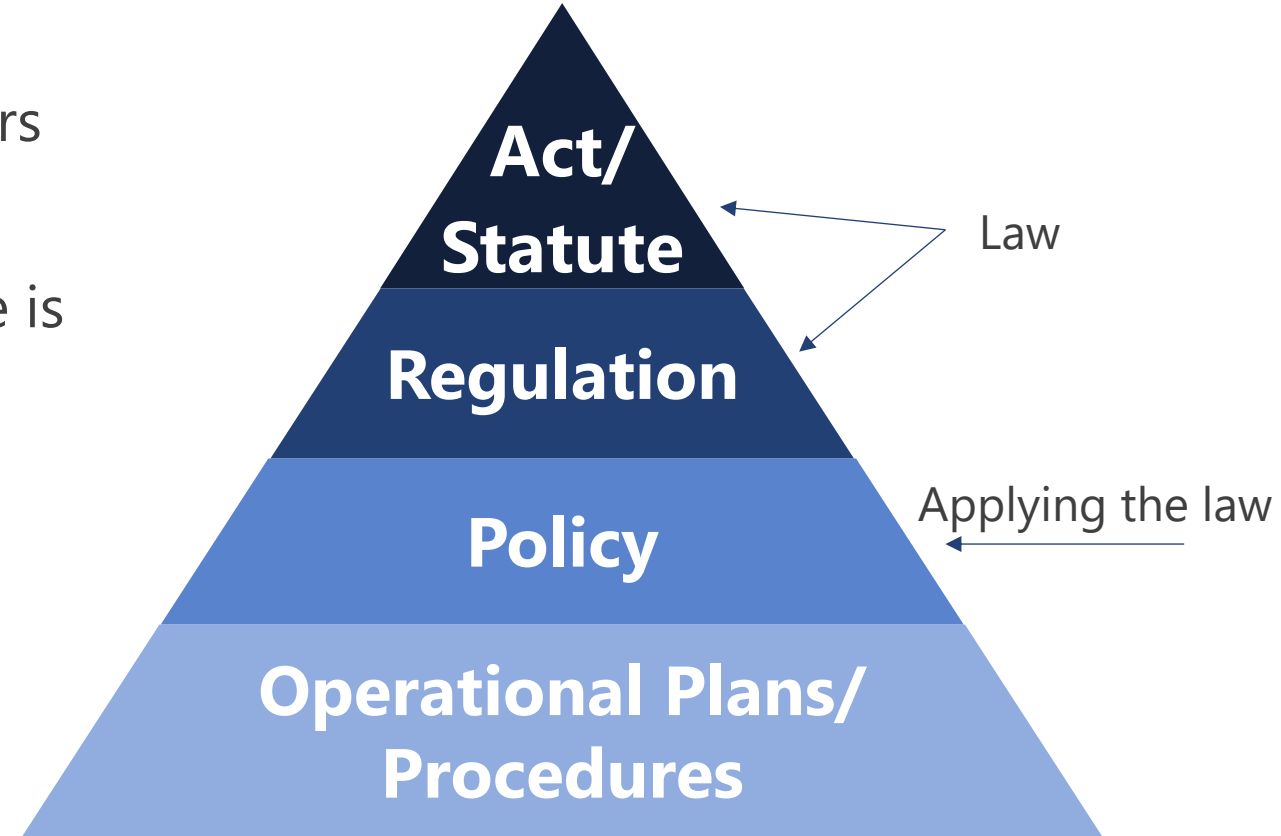 rs
e is
Act/
Statute
Law
Regulation
Applying the law
Policy
Operational Plans/
Procedures